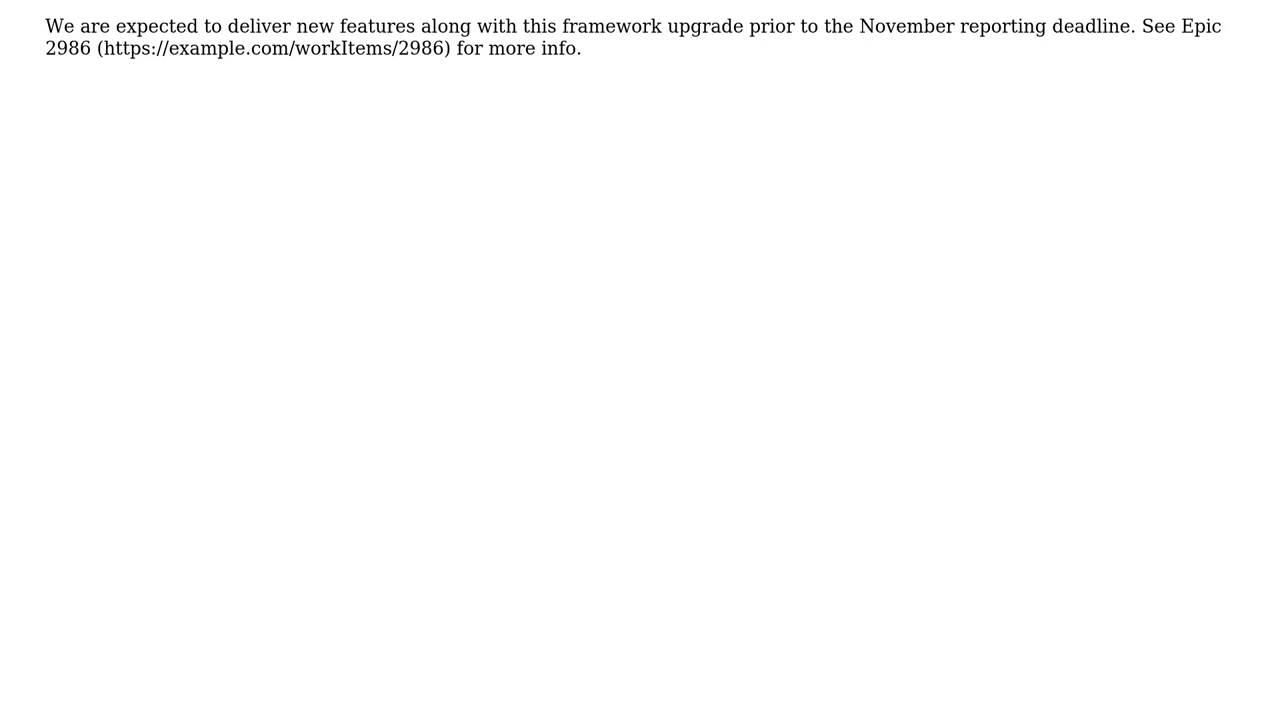 We are expected to deliver new features along with this framework upgrade prior to the November reporting deadline. See Epic
2986 (https://example.com/workItems/2986) for more info.